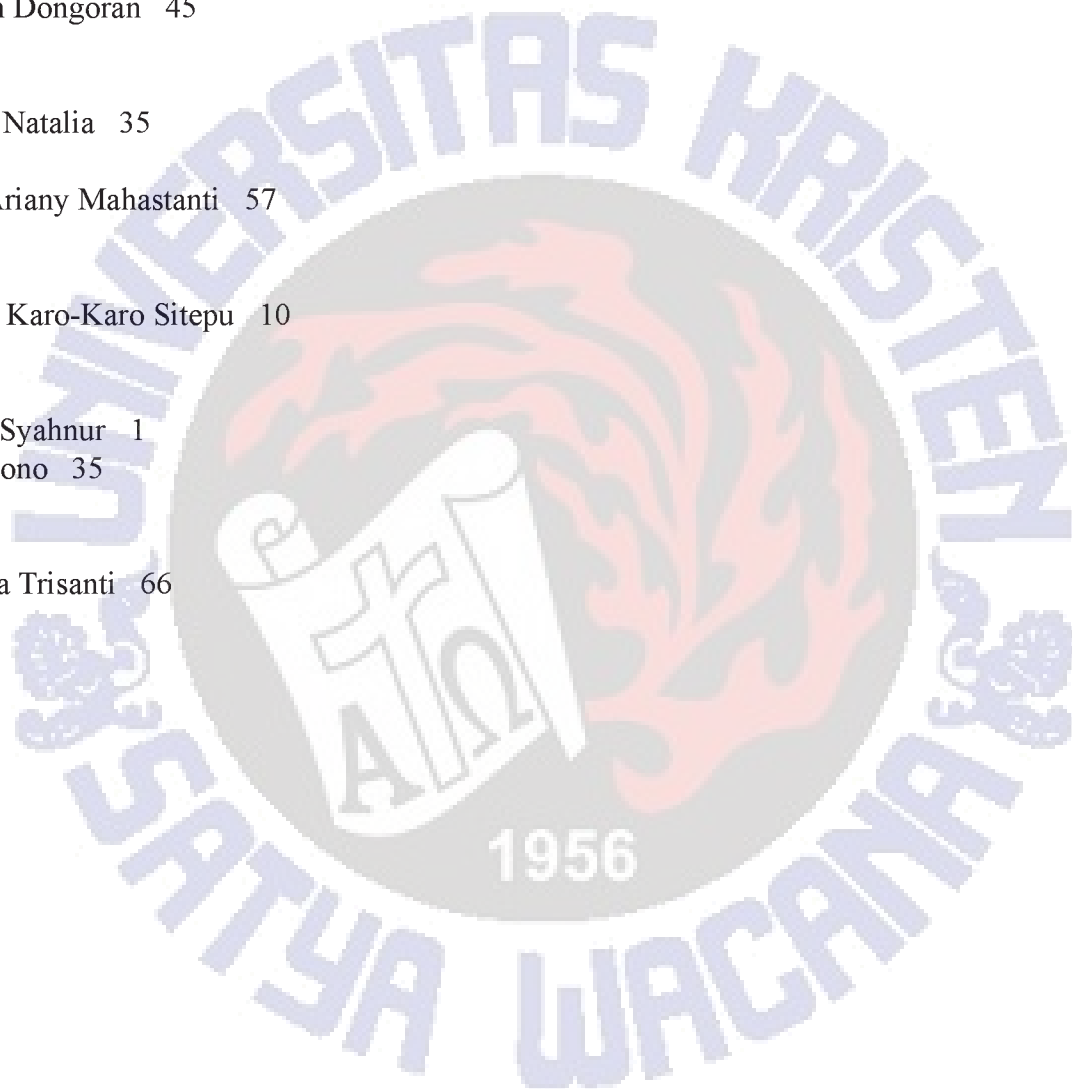 Dongoran 45
Natalia 35
Ariany Mahastanti 57
Karo-Karo Sitepu 10
Syahnur 1
35
Trisanti 66
UNIVERSITAS KRISTEN
SATYA WACANA
Α Ω
1956